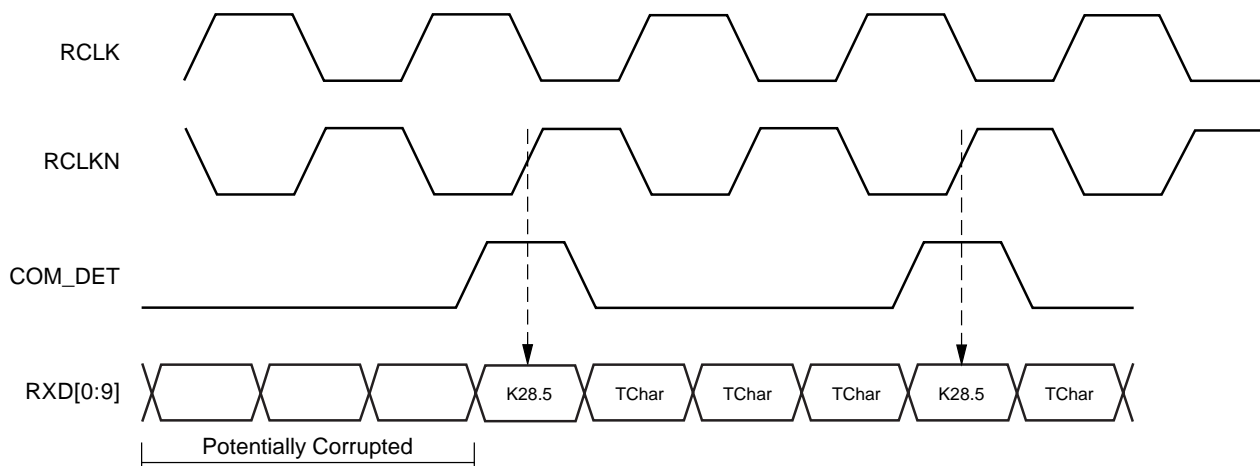 RCLK
RCLKN
COM_DET
RXD[0:9]
K28.5
TChar
TChar
TChar
K28.5
TChar
Potentially Corrupted